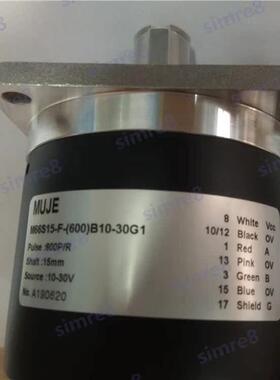 simre8
simre8
simre8
MUJE
M66S15-F-(600)B10-30G1
Pulse :600P/R
Shaft :15mm
Source :10-30V
No. A190620
8 White Vcc
10/12 Black 0V
1 Red A
13 Pink 0V
3 Green B
15 Blue 0V
17 Shield G
simre8
simre8